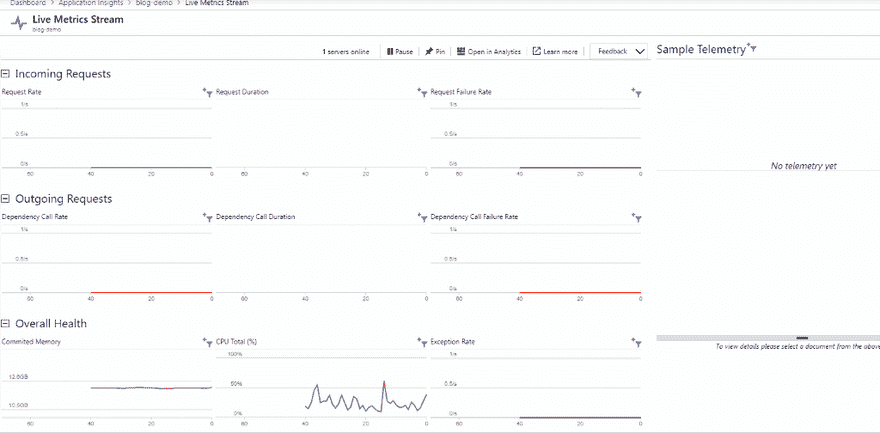 Dashboard > Application Insights > blog-demo > Live Metrics Stream
Live Metrics Stream
blog-demo
1 servers online Pause Pin Open in Analytics Learn more Feedback
Sample Telemetry
Incoming Requests
Request Rate Request Duration Request Failure Rate
1/s 1/s
0.5/s 0.5/s
0/s 0/s
60 40 20 0 60 40 20 0 60 40 20 0
No telemetry yet
Outgoing Requests
Dependency Call Rate Dependency Call Duration Dependency Call Failure Rate
1/s 1/s
0.5/s 0.5/s
0/s 0/s
60 40 20 0 60 40 20 0 60 40 20 0
Overall Health
Commited Memory CPU Total (%) Exception Rate
100% 1/s
12.8GB 50% 0.5/s
0% 0/s
60 40 20 0 60 40 20 0 60 40 20 0
To view details please select a document from the above